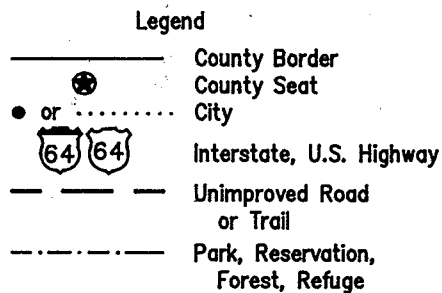 Legend
County Border
County Seat
or
City
64 64
Interstate, U.S. Highway
Unimproved Road
or Trail
Park, Reservation,
Forest, Refuge